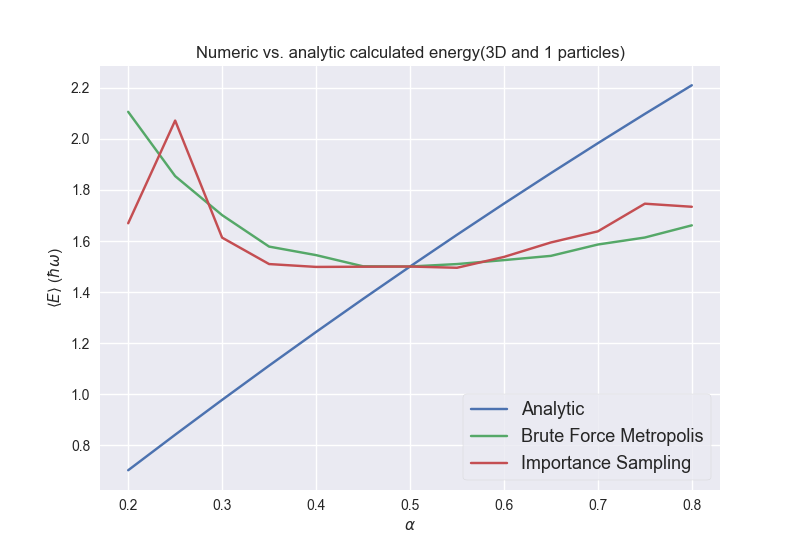 Numeric vs. analytic calculated energy(3D and 1 particles)
2.2
2.0
1.8
1.6
1.4
1.2
1.0
0.8
⟨E⟩ (ħω)
0.2 0.3 0.4 0.5 0.6 0.7 0.8
α
Analytic
Brute Force Metropolis
Importance Sampling